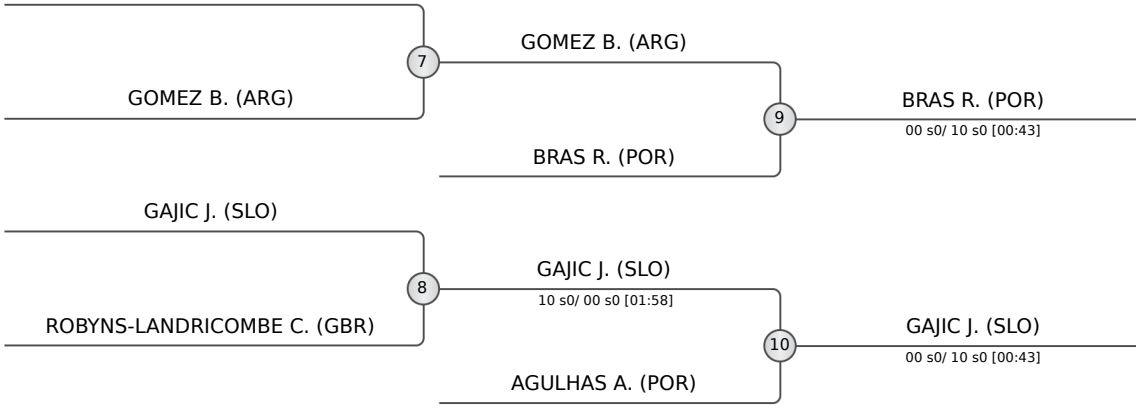 GOMEZ B. (ARG)
7
GOMEZ B. (ARG)
BRAS R. (POR)
9
BRAS R. (POR)
00 s0/ 10 s0 [00:43]
GAJIC J. (SLO)
8
ROBYNS-LANDRICOMBE C. (GBR)
GAJIC J. (SLO)
10 s0/ 00 s0 [01:58]
AGULHAS A. (POR)
10
GAJIC J. (SLO)
00 s0/ 10 s0 [00:43]